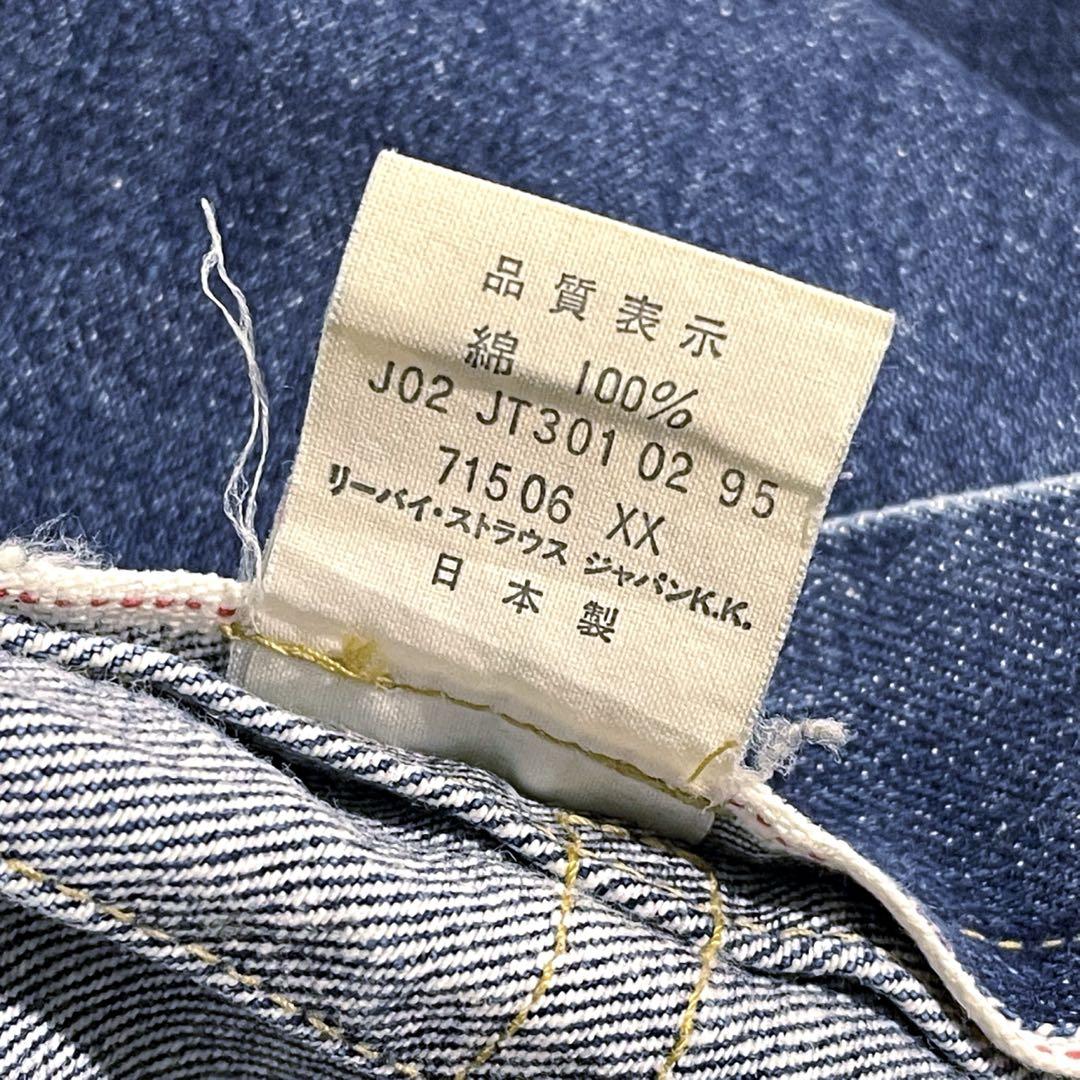 品質表示
綿 100%
J02 JT301 02 95
71506 XX
リーバイ・ストラウス ジャパンK.K.
日本製